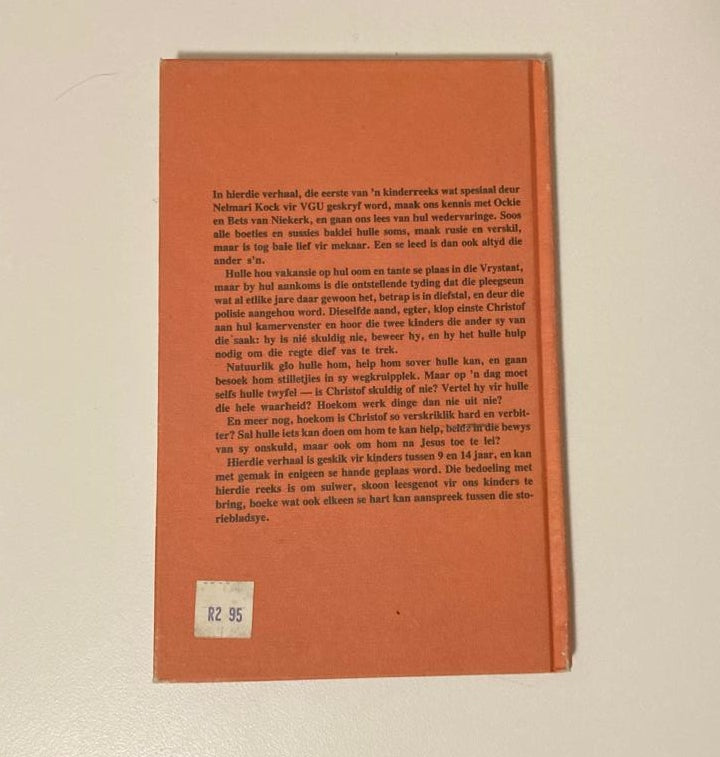 In hierdie verhaal, die eerste van 'n kinderreeks wat spesiaal deur
Nelmari Kock vir VGU geskryf word, maak ons kennis met Ockie
en Bets van Niekerk, en gaan ons lees van hul wedervaringe. Soos
alle boeties en sussies baklei hulle soms, maak rusie en verskil,
maar is tog baie lief vir mekaar. Een se leed is dan ook altyd die
ander s'n.
Hulle hou vakansie op hul oom en tante se plaas in die Vrystaat,
maar by hul aankoms is die ontstellende tyding dat die pleegseun
wat al etlike jare daar gewoon het, betrap is in diefstal, en deur die
polisie aangehou word. Dieselfde aand, egter, klop einste Christof
aan hul kamervenster en hoor die twee kinders die ander sy van
die saak: hy is nié skuldig nie, beweer hy, en hy het hulle hulp
nodig om die regte dief vas te trek.
Natuurlik glo hulle hom, help hom sover hulle kan, en gaan
besoek hom stilletjies in sy wegkruipplek. Maar op 'n dag moet
selfs hulle twyfel — is Christof skuldig of nie? Vertel hy vir hulle
die hele waarheid? Hoekom werk dinge dan nie uit nie?
En meer nog, hoekom is Christof so verskriklik hard en verbit-
ter? Sal hulle iets kan doen om hom te kan help, beide in die bewys
van sy onskuld, maar ook om hom na Jesus toe te lei?
Hierdie verhaal is geskik vir kinders tussen 9 en 14 jaar, en kan
met gemak in enigeen se hande geplaas word. Die bedoeling met
hierdie reeks is om suiwer, skoon leesgenot vir ons kinders te
bring, boeke wat ook elkeen se hart kan aanspreek tussen die sto-
riebladsye.
R2 95